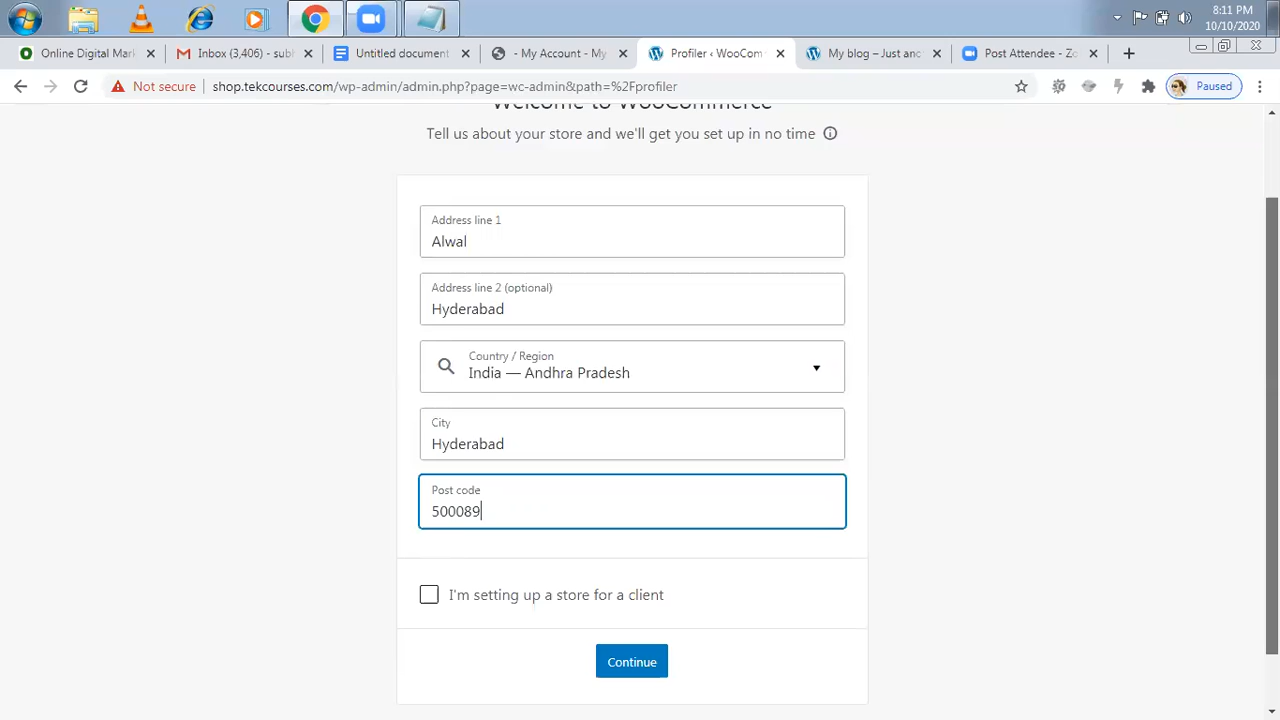 8:11 PM
10/10/2020
Online Digital Mark
Inbox (3,405) - subh
Untitled document
- My Account - My
Profiler ‹ WooCom
My blog – Just an
Post Attendee - Zo
Not secure
shop.tekcourses.com/wp-admin/admin.php?page=wc-admin&path=%2Fprofiler
Paused
Welcome to WooCommerce
Tell us about your store and we'll get you set up in no time
Address line 1
Alwal
Address line 2 (optional)
Hyderabad
Country / Region
India — Andhra Pradesh
City
Hyderabad
Post code
500089
I'm setting up a store for a client
Continue